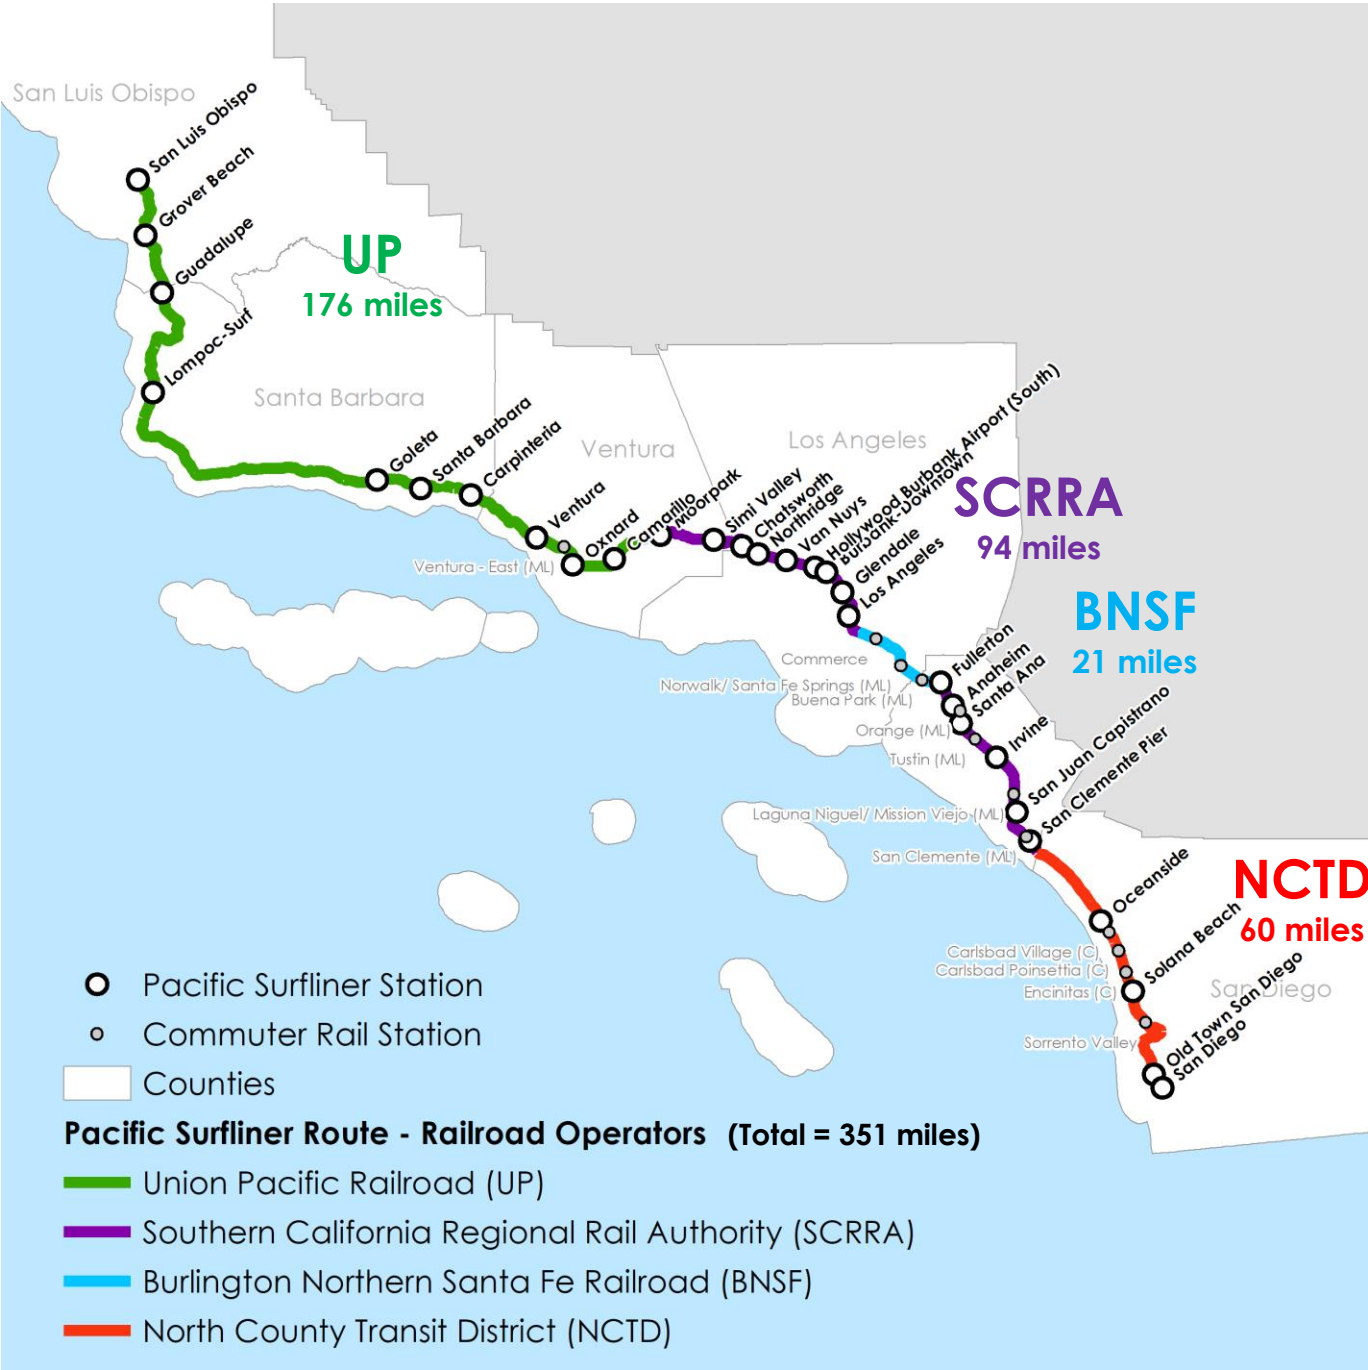 San Luis Obispo
San Luis Obispo
Grover Beach
Guadalupe
UP
176 miles
Lompoc-Surf
Santa Barbara
Goleta
Santa Barbara
Carpinteria
Ventura
Ventura
Ventura - East (ML)
Oxnard
Camarillo
Moorpark
Los Angeles
Simi Valley
Chatsworth
Northridge
Van Nuys
Hollywood Burbank Airport (South)
Burbank-Downtown
Glendale
Los Angeles
SCRRA
94 miles
BNSF
21 miles
Commerce
Norwalk/ Santa Fe Springs (ML)
Buena Park (ML)
Fullerton
Anaheim
Santa Ana
Orange (ML)
Tustin (ML)
Irvine
Laguna Niguel/ Mission Viejo (ML)
San Juan Capistrano
San Clemente Pier
San Clemente (ML)
NCTD
60 miles
Oceanside
Carlsbad Village (C)
Carlsbad Poinsettia (C)
Encinitas (C)
Solana Beach
San Diego
Sorrento Valley
Old Town San Diego
San Diego
Pacific Surfliner Station
Commuter Rail Station
Counties
Pacific Surfliner Route - Railroad Operators (Total = 351 miles)
Union Pacific Railroad (UP)
Southern California Regional Rail Authority (SCRRA)
Burlington Northern Santa Fe Railroad (BNSF)
North County Transit District (NCTD)